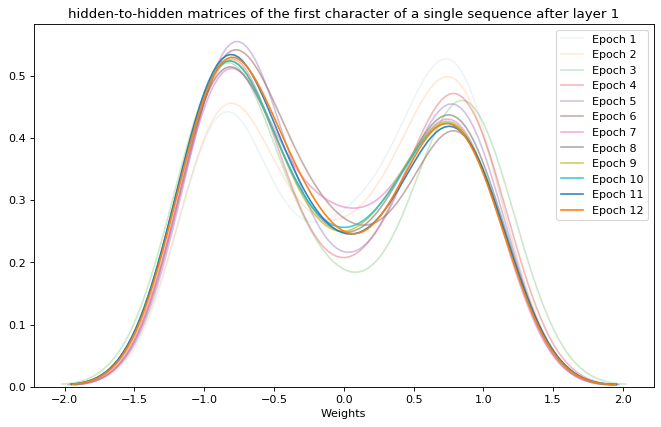 hidden-to-hidden matrices of the first character of a single sequence after layer 1
Epoch 1
Epoch 2
Epoch 3
Epoch 4
Epoch 5
Epoch 6
Epoch 7
Epoch 8
Epoch 9
Epoch 10
Epoch 11
Epoch 12
0.5
0.4
0.3
0.2
0.1
0.0
−2.0 −1.5 −1.0 −0.5 0.0 0.5 1.0 1.5 2.0
Weights